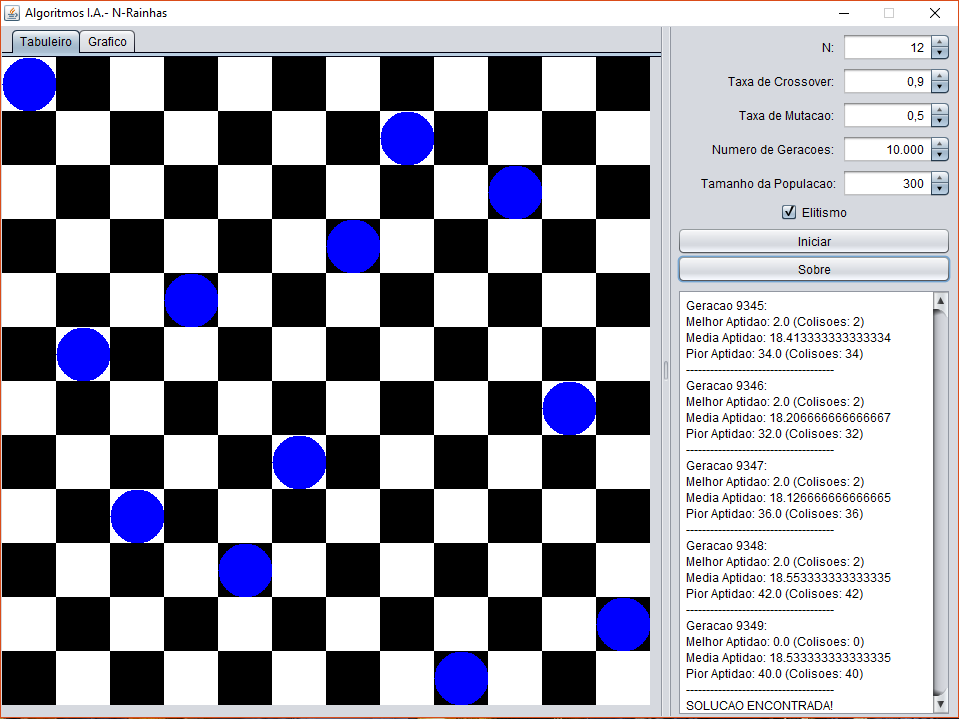 Algoritmos I.A.- N-Rainhas
Tabuleiro
Grafico
N: 12
Taxa de Crossover: 0,9
Taxa de Mutacao: 0,5
Numero de Geracoes: 10.000
Tamanho da Populacao: 300
Elitismo
Iniciar
Sobre
Geracao 9345:
Melhor Aptidao: 2.0 (Colisoes: 2)
Media Aptidao: 18.413333333333334
Pior Aptidao: 34.0 (Colisoes: 34)
-------------------------------------
Geracao 9346:
Melhor Aptidao: 2.0 (Colisoes: 2)
Media Aptidao: 18.206666666666667
Pior Aptidao: 32.0 (Colisoes: 32)
-------------------------------------
Geracao 9347:
Melhor Aptidao: 2.0 (Colisoes: 2)
Media Aptidao: 18.126666666666665
Pior Aptidao: 36.0 (Colisoes: 36)
-------------------------------------
Geracao 9348:
Melhor Aptidao: 2.0 (Colisoes: 2)
Media Aptidao: 18.553333333333335
Pior Aptidao: 42.0 (Colisoes: 42)
-------------------------------------
Geracao 9349:
Melhor Aptidao: 0.0 (Colisoes: 0)
Media Aptidao: 18.533333333333335
Pior Aptidao: 40.0 (Colisoes: 40)
-------------------------------------
SOLUCAO ENCONTRADA!